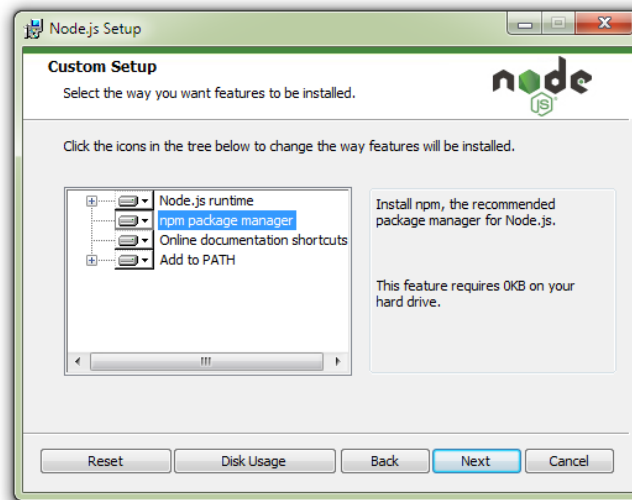 Node.js Setup
Custom Setup
Select the way you want features to be installed.
node
JS
Click the icons in the tree below to change the way features will be installed.
Node.js runtime
npm package manager
Online documentation shortcuts
Add to PATH
Install npm, the recommended
package manager for Node.js.
This feature requires 0KB on your
hard drive.
Reset
Disk Usage
Back
Next
Cancel